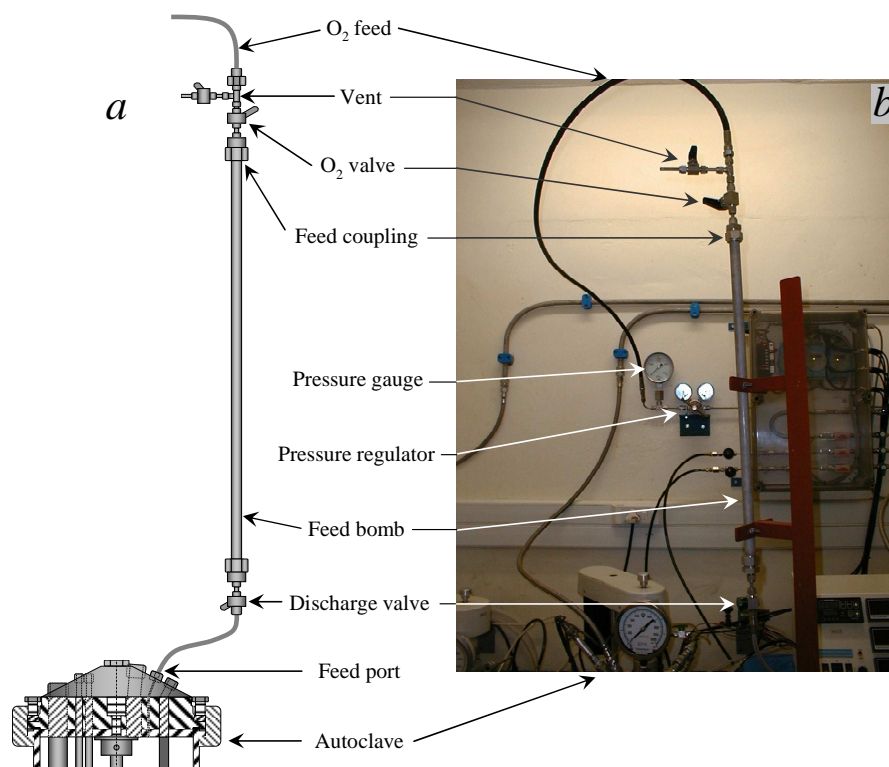 a
b
O₂ feed
Vent
O₂ valve
Feed coupling
Pressure gauge
Pressure regulator
Feed bomb
Discharge valve
Feed port
Autoclave